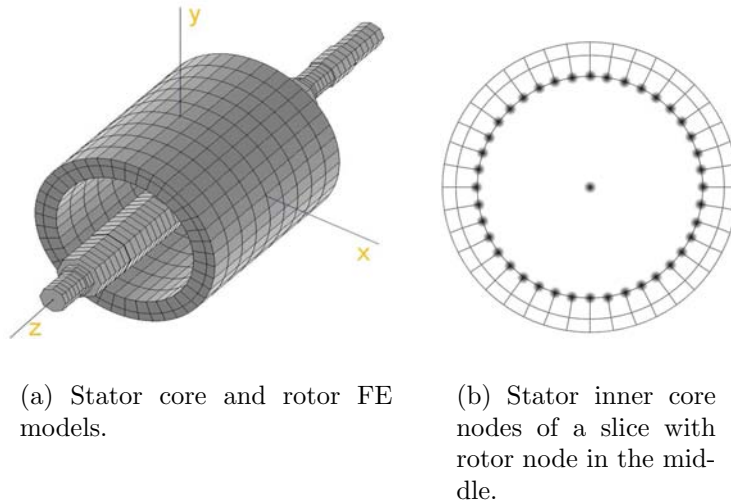 y
x
z
(a) Stator core and rotor FE
models.
(b) Stator inner core
nodes of a slice with
rotor node in the mid-
dle.